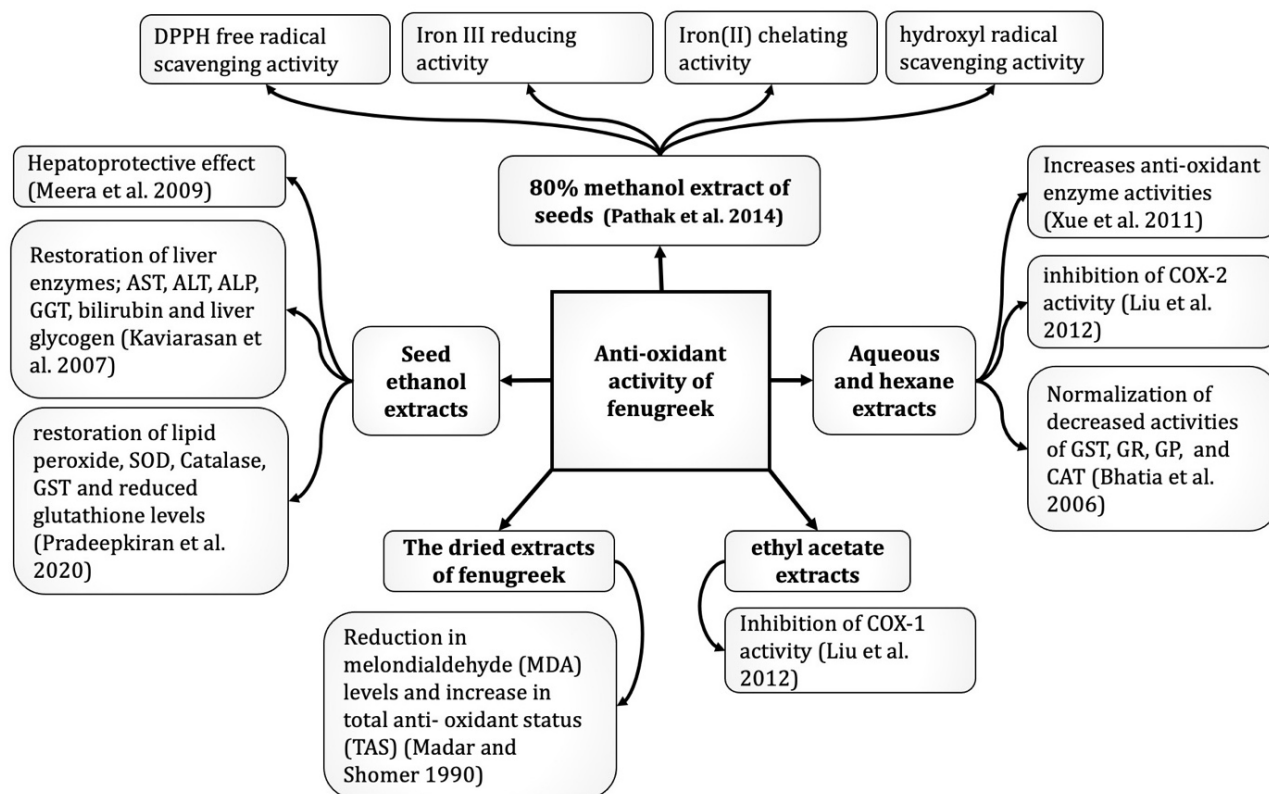 DPPH free radical
scavenging activity
Iron III reducing
activity
Iron(II) chelating
activity
hydroxyl radical
scavenging activity
80% methanol extract of
seeds (Pathak et al. 2014)
Hepatoprotective effect
(Meera et al. 2009)
Restoration of liver
enzymes; AST, ALT, ALP,
GGT, bilirubin and liver
glycogen (Kaviarasan et
al. 2007)
restoration of lipid
peroxide, SOD, Catalase,
GST and reduced
glutathione levels
(Pradeepkiran et al.
2020)
Seed
ethanol
extracts
Anti-oxidant
activity of
fenugreek
Aqueous
and hexane
extracts
Increases anti-oxidant
enzyme activities
(Xue et al. 2011)
inhibition of COX-2
activity (Liu et al.
2012)
Normalization of
decreased activities
of GST, GR, GP, and
CAT (Bhatia et al.
2006)
The dried extracts
of fenugreek
Reduction in
melondialdehyde (MDA)
levels and increase in
total anti- oxidant status
(TAS) (Madar and
Shomer 1990)
ethyl acetate
extracts
Inhibition of COX-1
activity (Liu et al.
2012)